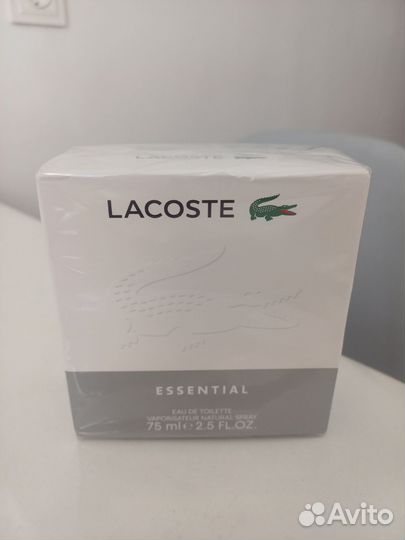 LACOSTE
ESSENTIAL
EAU DE TOILETTE
VAPORISATEUR NATURAL SPRAY
75 ml e 2.5 FL.OZ.
Avito